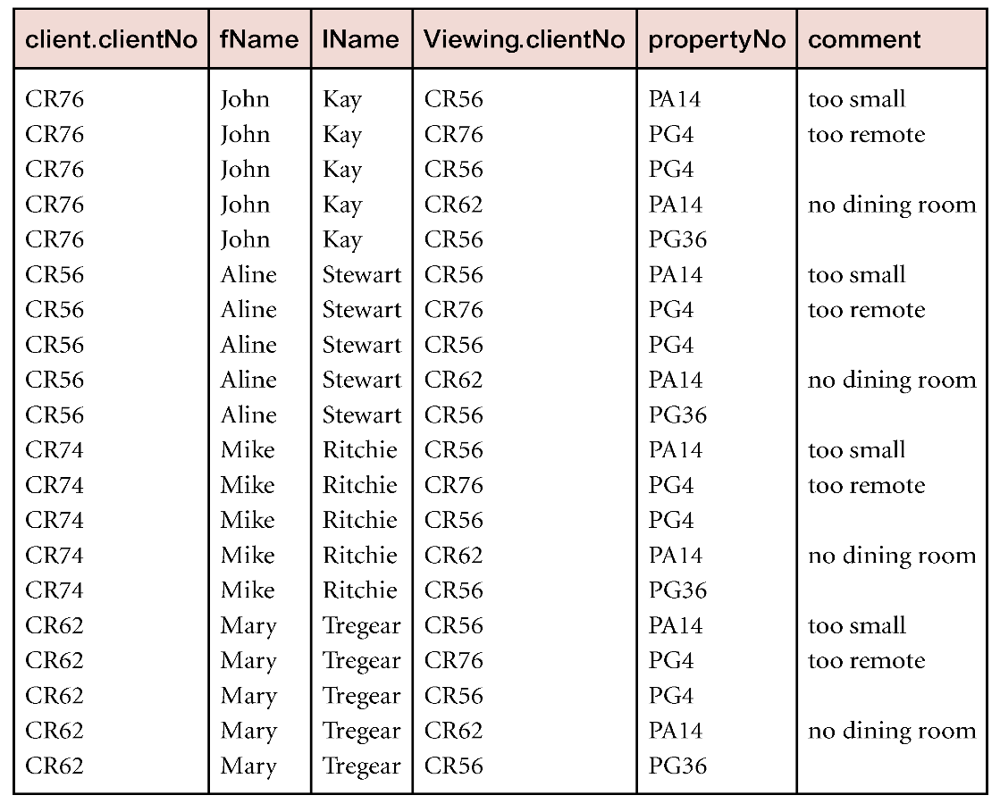 client.clientNo fName lName Viewing.clientNo propertyNo comment
CR76 John Kay CR56 PA14 too small
CR76 John Kay CR76 PG4 too remote
CR76 John Kay CR56 PG4
CR76 John Kay CR62 PA14 no dining room
CR76 John Kay CR56 PG36
CR56 Aline Stewart CR56 PA14 too small
CR56 Aline Stewart CR76 PG4 too remote
CR56 Aline Stewart CR56 PG4
CR56 Aline Stewart CR62 PA14 no dining room
CR56 Aline Stewart CR56 PG36
CR74 Mike Ritchie CR56 PA14 too small
CR74 Mike Ritchie CR76 PG4 too remote
CR74 Mike Ritchie CR56 PG4
CR74 Mike Ritchie CR62 PA14 no dining room
CR74 Mike Ritchie CR56 PG36
CR62 Mary Tregear CR56 PA14 too small
CR62 Mary Tregear CR76 PG4 too remote
CR62 Mary Tregear CR56 PG4
CR62 Mary Tregear CR62 PA14 no dining room
CR62 Mary Tregear CR56 PG36